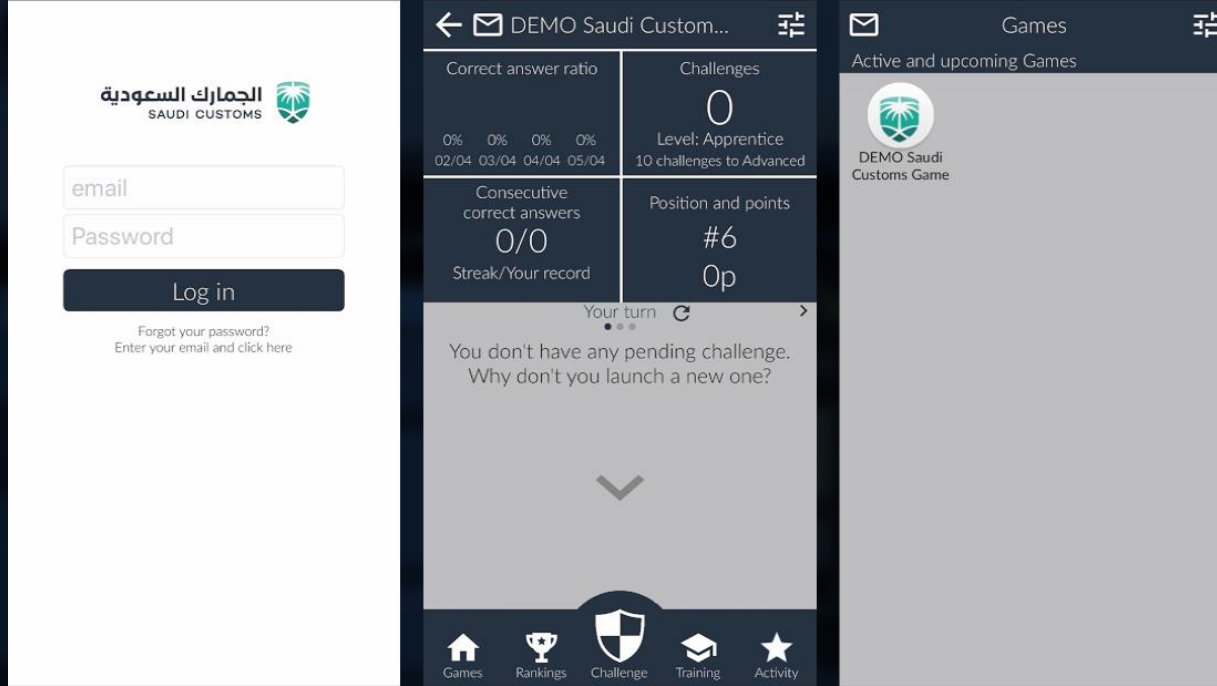 الجمارك السعودية
SAUDI CUSTOMS
email
Password
Log in
Forgot your password?
Enter your email and click here
DEMO Saudi Custom...
Correct answer ratio
0% 0% 0% 0%
02/04 03/04 04/04 05/04
Challenges
0
Level: Apprentice
10 challenges to Advanced
Consecutive
correct answers
0/0
Streak/Your record
Position and points
#6
0p
Your turn
You don't have any pending challenge.
Why don't you launch a new one?
Games
Rankings
Challenge
Training
Activity
Games
Active and upcoming Games
DEMO Saudi
Customs Game